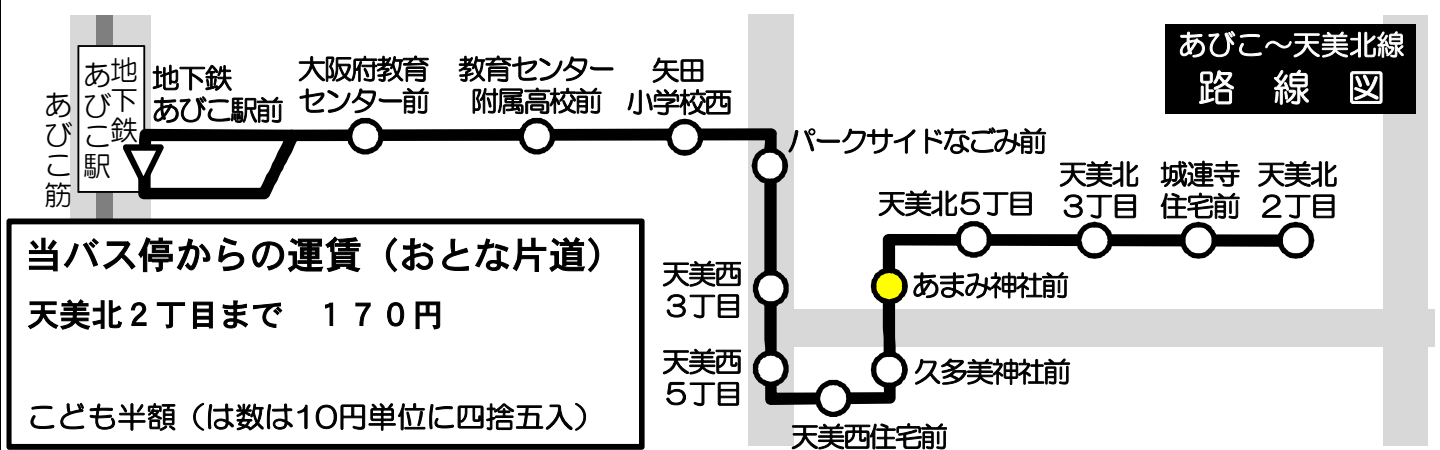 あびこ～天美北線
路線図
あびこ筋
地下鉄
あびこ駅
地下鉄
あびこ駅前
大阪府教育
センター前
教育センター
附属高校前
矢田
小学校西
パークサイドなごみ前
天美西
3丁目
天美西
5丁目
天美西住宅前
久多美神社前
あまみ神社前
天美北5丁目
天美北
3丁目
城連寺
住宅前
天美北
2丁目
当バス停からの運賃（おとな片道）
天美北２丁目まで　１７０円
こども半額（は数は10円単位に四捨五入）